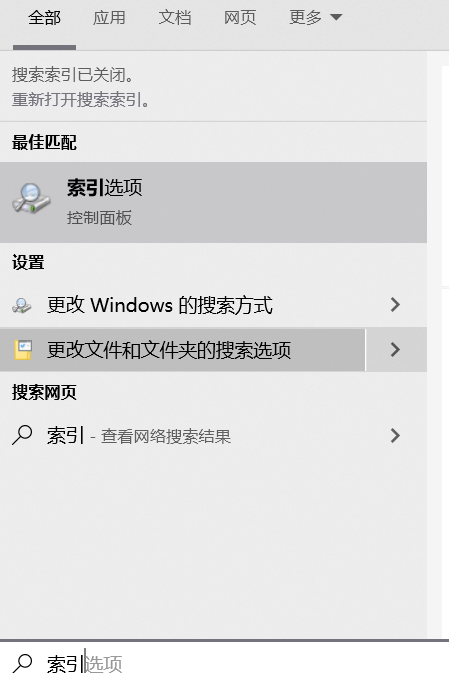 全部 应用 文档 网页 更多
搜索索引已关闭。
重新打开搜索索引。
最佳匹配
索引选项
控制面板
设置
更改 Windows 的搜索方式
更改文件和文件夹的搜索选项
搜索网页
索引 - 查看网络搜索结果
索引选项